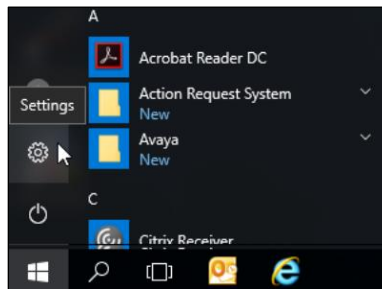 A
Acrobat Reader DC
Settings
Action Request System
New
Avaya
New
C
Citrix Receiver